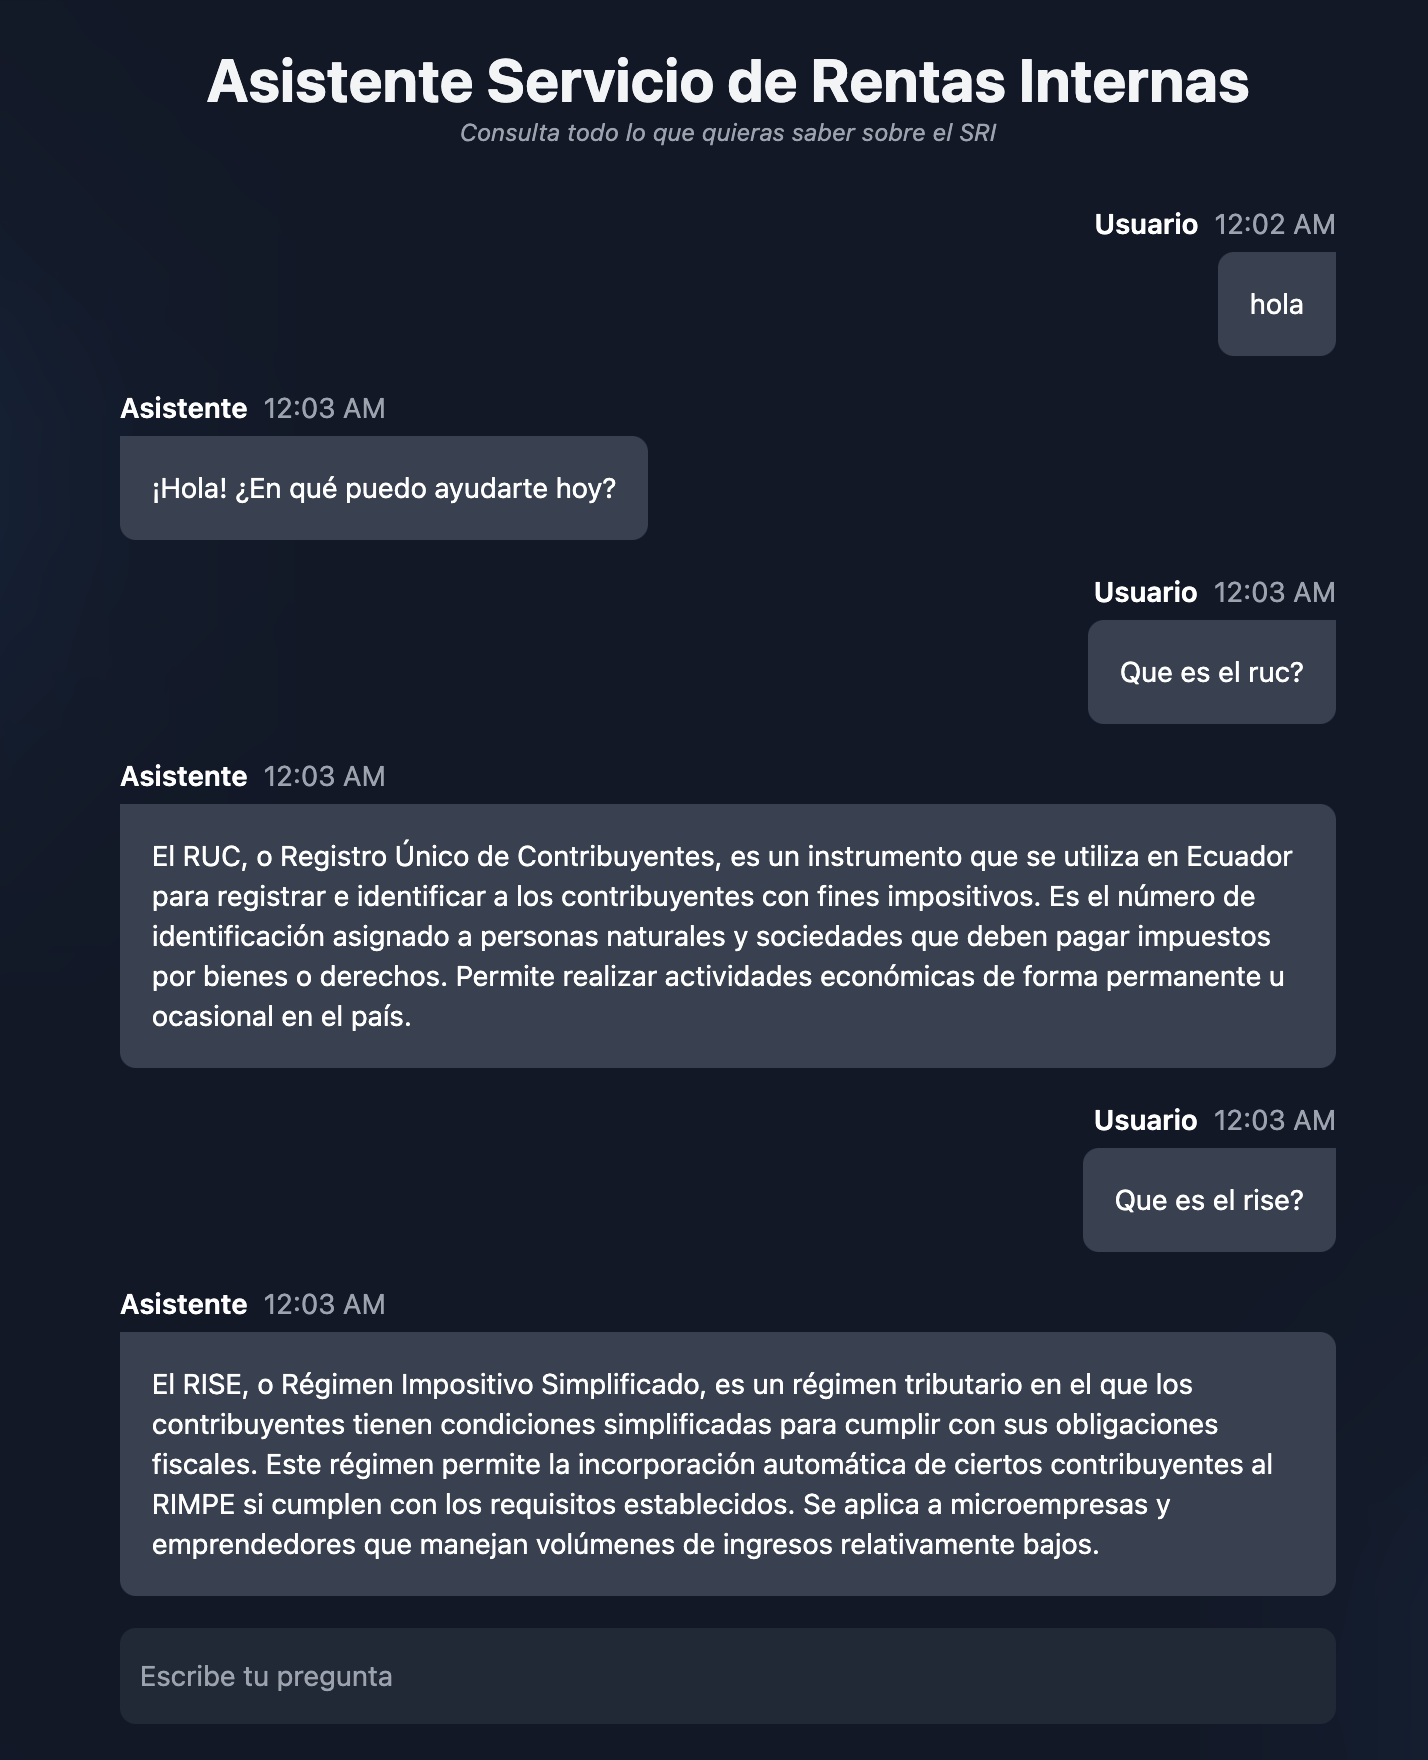 Asistente Servicio de Rentas Internas
Consulta todo lo que quieras saber sobre el SRI
Usuario 12:02 AM
hola
Asistente 12:03 AM
¡Hola! ¿En qué puedo ayudarte hoy?
Usuario 12:03 AM
Que es el ruc?
Asistente 12:03 AM
El RUC, o Registro Único de Contribuyentes, es un instrumento que se utiliza en Ecuador
para registrar e identificar a los contribuyentes con fines impositivos. Es el número de
identificación asignado a personas naturales y sociedades que deben pagar impuestos
por bienes o derechos. Permite realizar actividades económicas de forma permanente u
ocasional en el país.
Usuario 12:03 AM
Que es el rise?
Asistente 12:03 AM
El RISE, o Régimen Impositivo Simplificado, es un régimen tributario en el que los
contribuyentes tienen condiciones simplificadas para cumplir con sus obligaciones
fiscales. Este régimen permite la incorporación automática de ciertos contribuyentes al
RIMPE si cumplen con los requisitos establecidos. Se aplica a microempresas y
emprendedores que manejan volúmenes de ingresos relativamente bajos.
Escribe tu pregunta